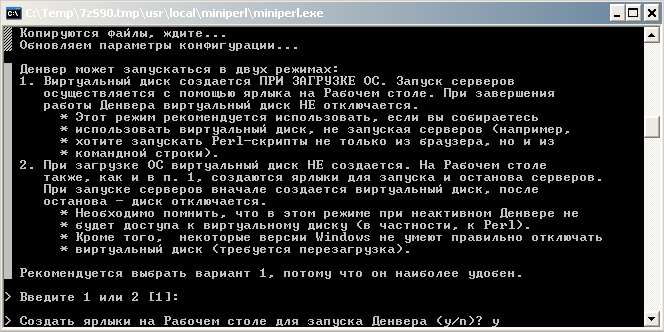 C:\Temp\7zS90.tmp\usr\local\miniperl\miniperl.exe
Копируются файлы, ждите...
Обновляем параметры конфигурации...
Денвер может запускаться в двух режимах:
1. Виртуальный диск создается ПРИ ЗАГРУЗКЕ ОС. Запуск серверов
осуществляется с помощью ярлыка на Рабочем столе. При завершения
работы Денвера виртуальный диск НЕ отключается.
* Этот режим рекомендуется использовать, если вы собираетесь
* использовать виртуальный диск, не запуская серверов (например,
* хотите запускать Perl-скрипты не только из браузера, но и из
* командной строки).
2. При загрузке ОС виртуальный диск НЕ создается. На Рабочем столе
также, как и в п. 1, создаются ярлыки для запуска и останова серверов.
При запуске серверов вначале создается виртуальный диск, после
останова - диск отключается.
* Необходимо помнить, что в этом режиме при неактивном Денвере не
* будет доступа к виртуальному диску (в частности, к Perl).
* Кроме того,  некоторые версии Windows не умеют правильно отключать
* виртуальный диск (требуется перезагрузка).
Рекомендуется выбрать вариант 1, потому что он наиболее удобен.
> Введите 1 или 2 [1]:
> Создать ярлыки на Рабочем столе для запуска Денвера (y/n)? y